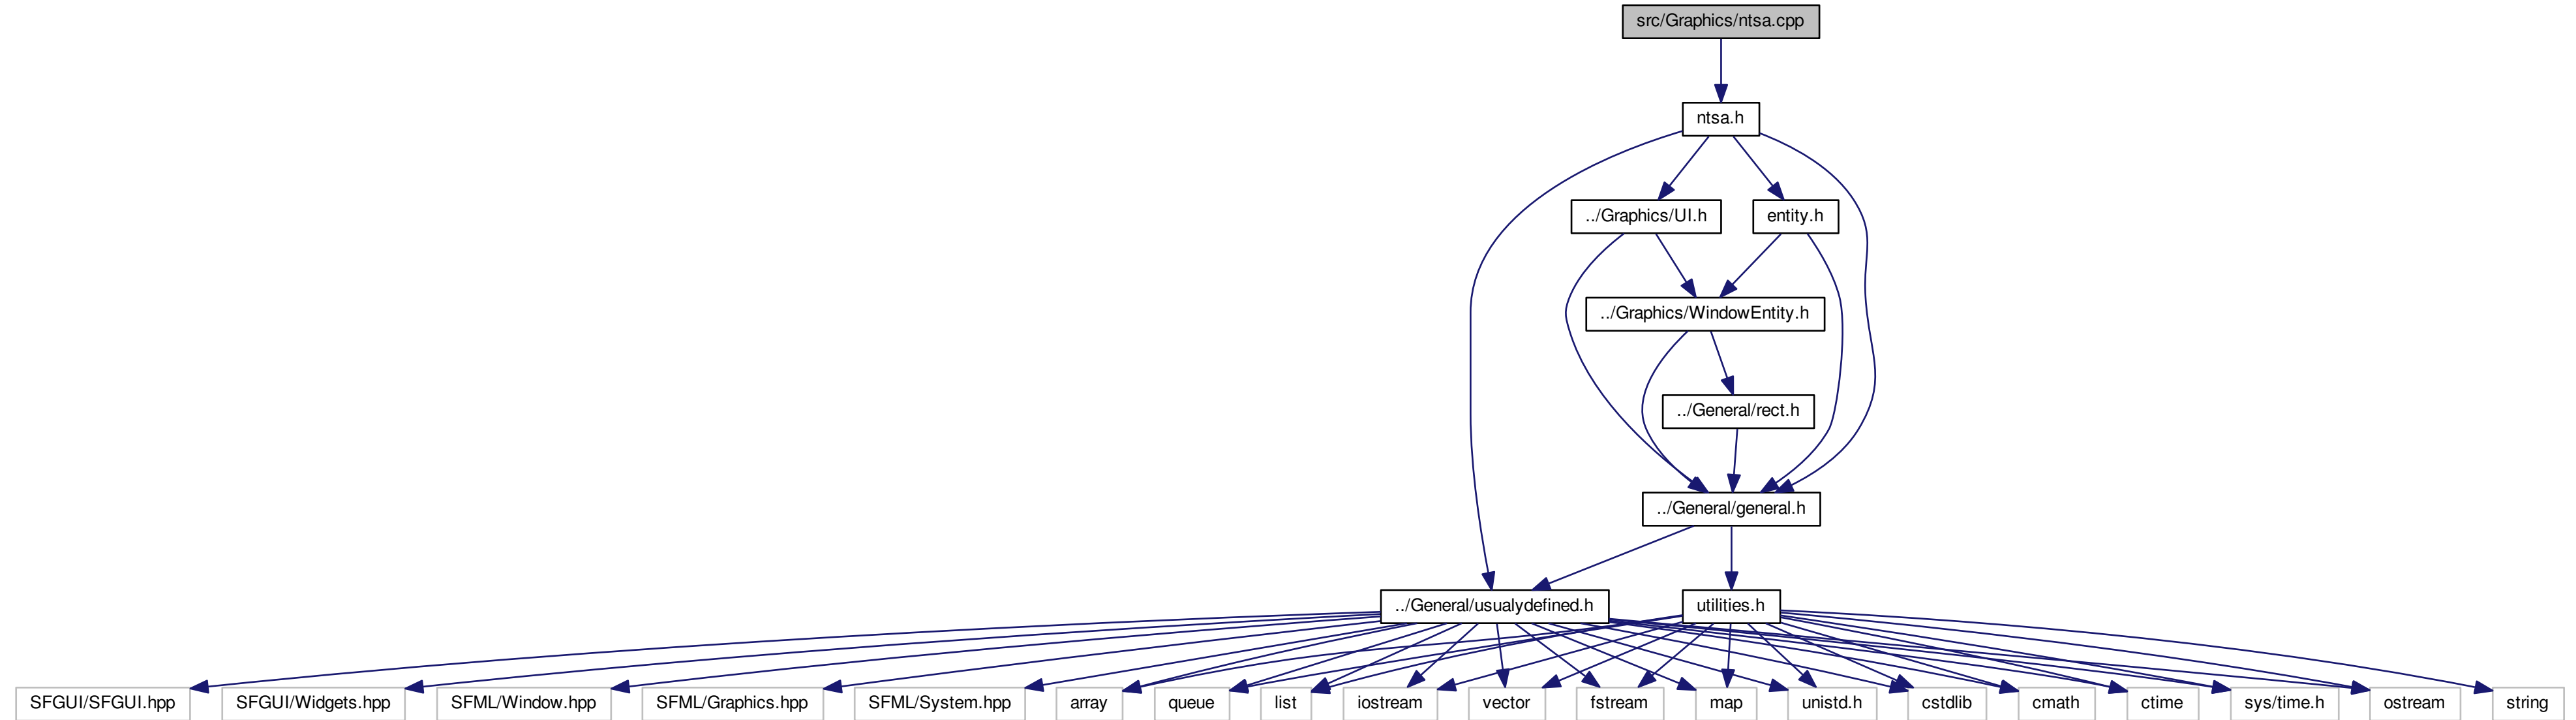 src/Graphics/ntsa.cpp
ntsa.h
../Graphics/UI.h
entity.h
../Graphics/WindowEntity.h
../General/rect.h
../General/general.h
../General/usualydefined.h
utilities.h
SFGUI/SFGUI.hpp
SFGUI/Widgets.hpp
SFML/Window.hpp
SFML/Graphics.hpp
SFML/System.hpp
array
queue
list
iostream
vector
fstream
map
unistd.h
cstdlib
cmath
ctime
sys/time.h
ostream
string